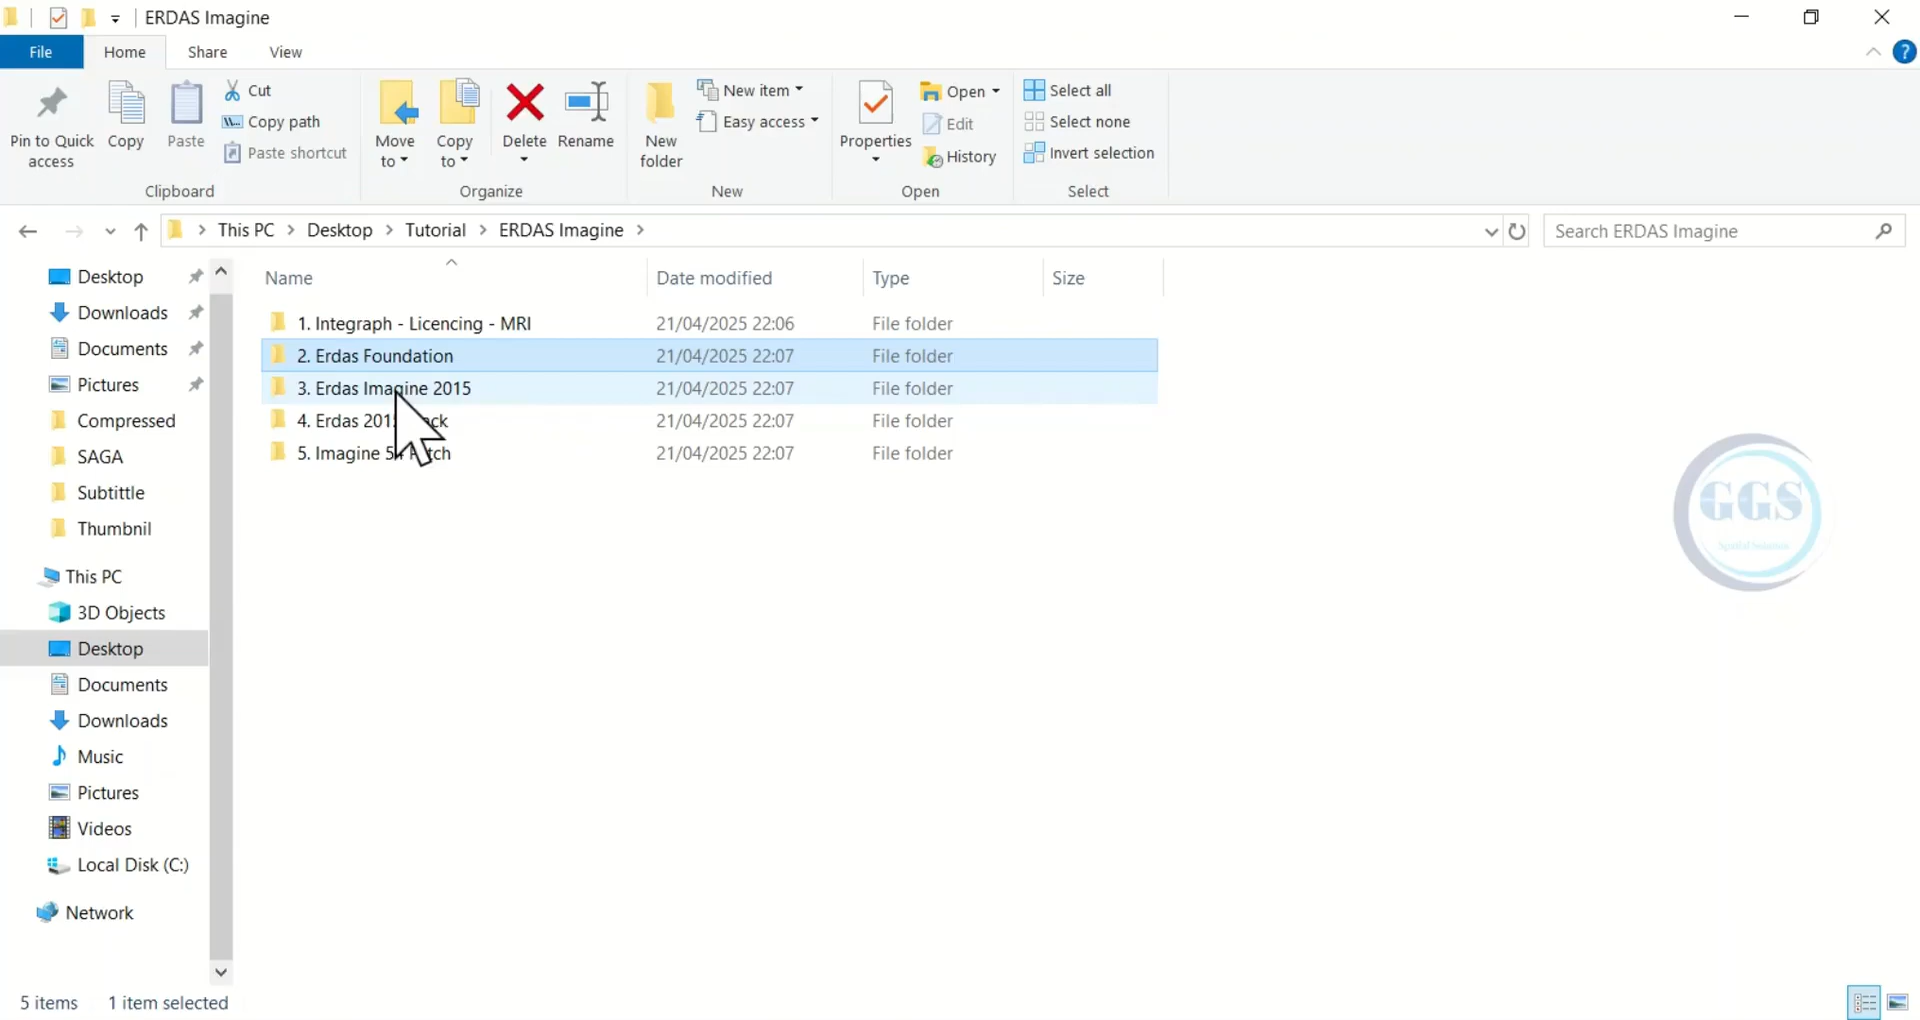 ERDAS Imagine
File Home Share View
Pin to Quick access
Copy
Paste
Cut
Copy path
Paste shortcut
Clipboard
Move to
Copy to
Delete
Rename
Organize
New folder
New item
Easy access
New
Properties
Open
Edit
History
Open
Select all
Select none
Invert selection
Select
This PC > Desktop > Tutorial > ERDAS Imagine >
Search ERDAS Imagine
Desktop
Downloads
Documents
Pictures
Compressed
SAGA
Subtittle
Thumbnil
This PC
3D Objects
Desktop
Documents
Downloads
Music
Pictures
Videos
Local Disk (C:)
Network
Name Date modified Type Size
1. Integraph - Licencing - MRI 21/04/2025 22:06 File folder
2. Erdas Foundation 21/04/2025 22:07 File folder
3. Erdas Imagine 2015 21/04/2025 22:07 File folder
4. Erdas 21/04/2025 22:07 File folder
5. Imagine 21/04/2025 22:07 File folder
GGS
5 items 1 item selected